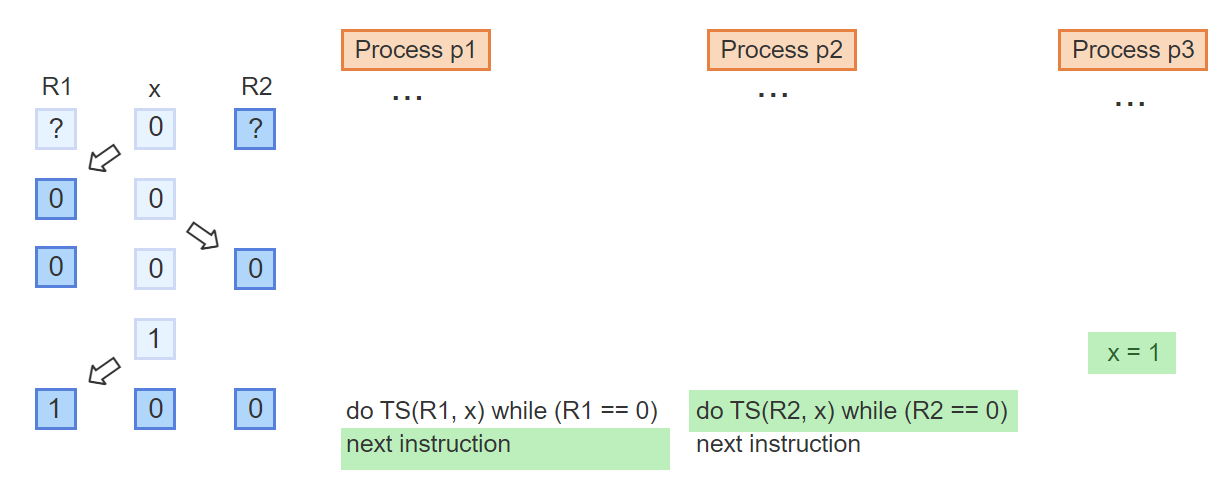 Process p1 Process p2 Process p3
R1 x R2
... ... ...
? 0 ?
0 0
0 0 0
1
x = 1
1 0 0
do TS(R1, x) while (R1 == 0) do TS(R2, x) while (R2 == 0)
next instruction next instruction